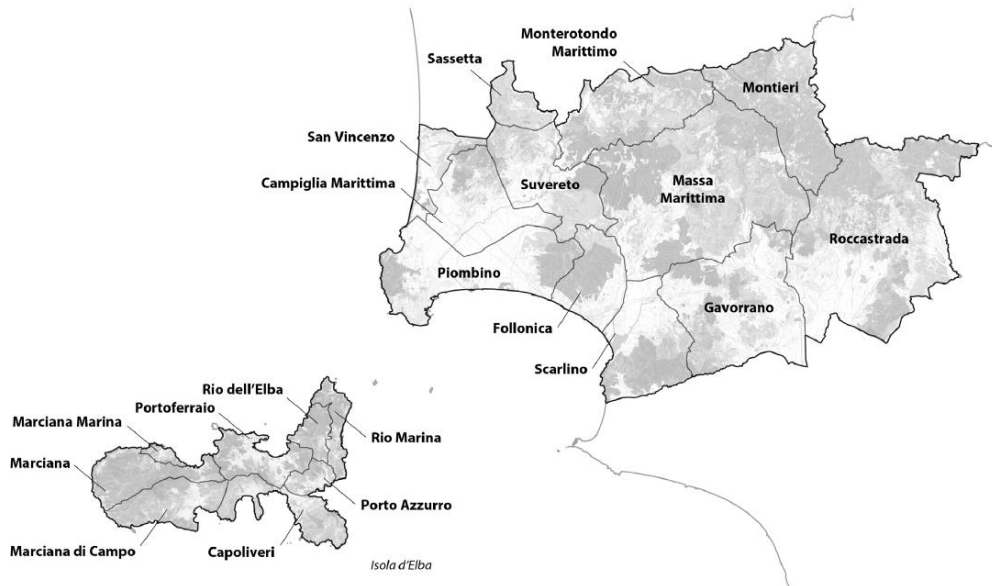 Monterotondo
Marittimo
Sassetta
Montieri
San Vincenzo
Campiglia Marittima
Suvereto
Massa
Marittima
Roccastrada
Piombino
Gavorrano
Follonica
Scarlino
Rio dell'Elba
Portoferraio
Marciana Marina
Rio Marina
Marciana
Porto Azzurro
Marciana di Campo
Capoliveri
Isola d'Elba